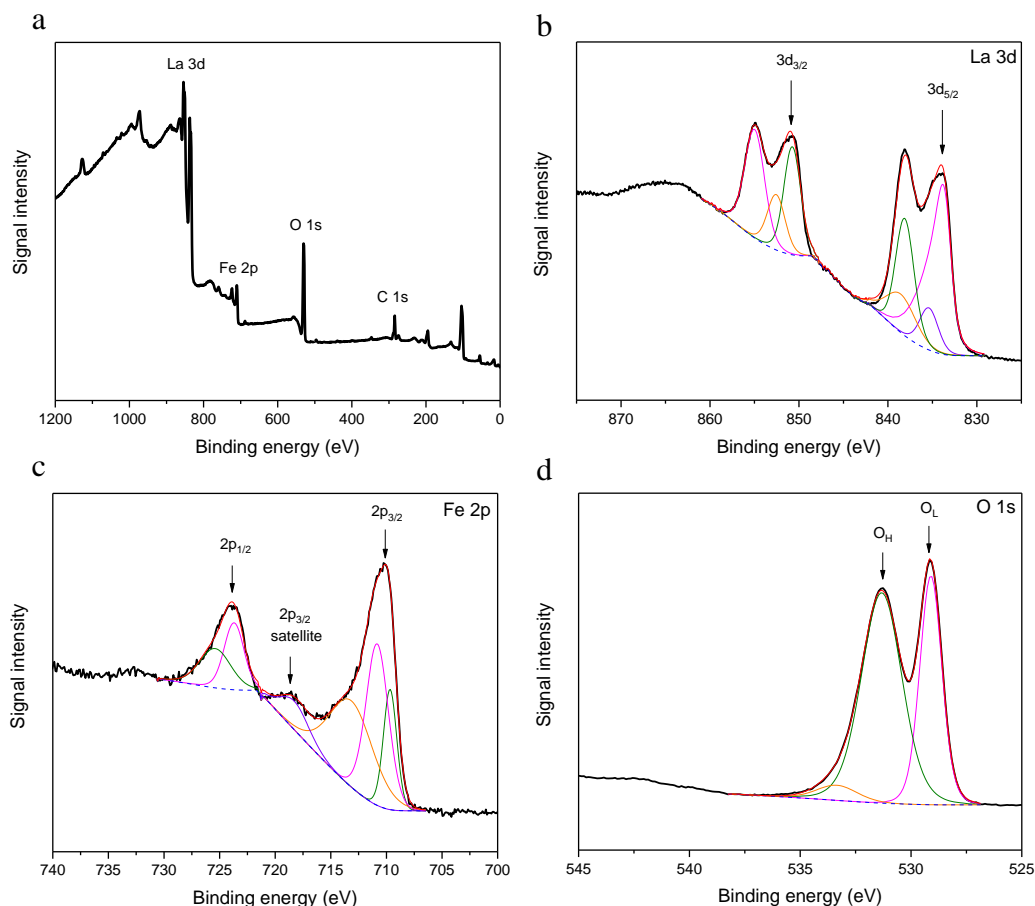 a
La 3d
O 1s
Fe 2p
C 1s
Signal intensity
1200 1000 800 600 400 200 0
Binding energy (eV)
b
La 3d
3d3/2
3d5/2
Signal intensity
870 860 850 840 830
Binding energy (eV)
c
Fe 2p
2p3/2
2p1/2
2p3/2
satellite
Signal intensity
740 735 730 725 720 715 710 705 700
Binding energy (eV)
d
O 1s
OL
OH
Signal intensity
545 540 535 530 525
Binding energy (eV)